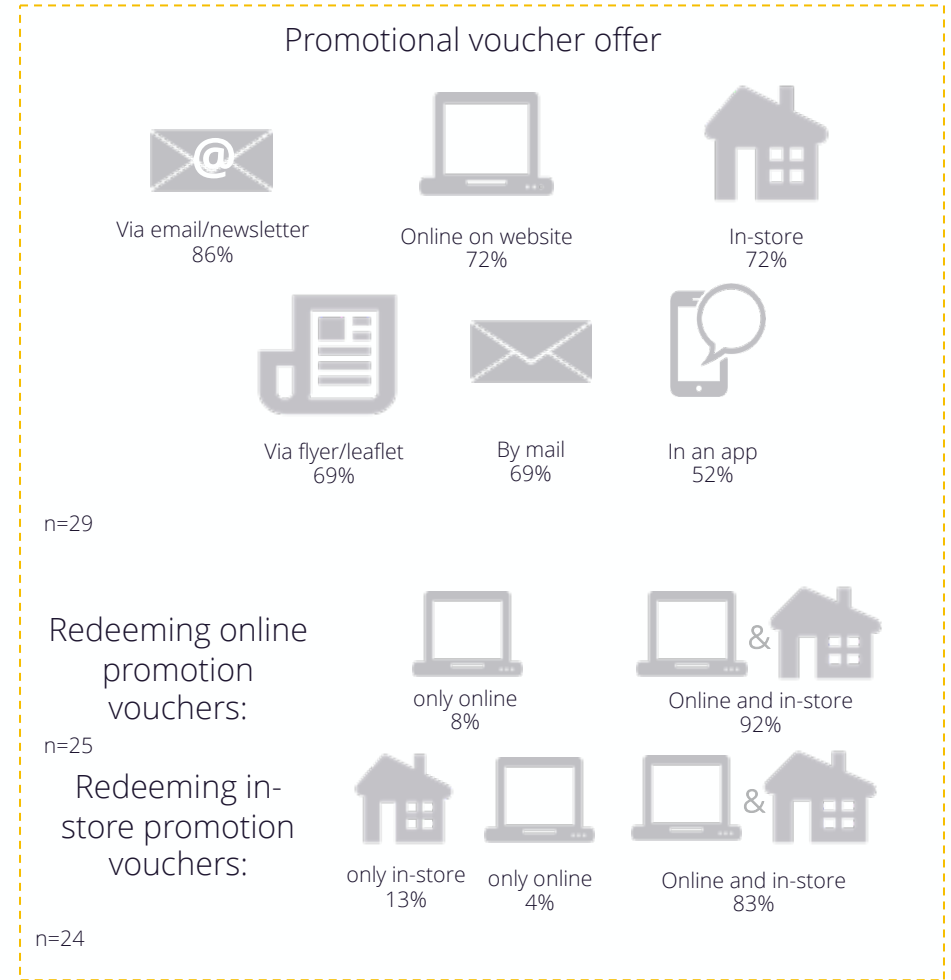 Promotional voucher offer
@
Via email/newsletter
86%
Online on website
72%
In-store
72%
Via flyer/leaflet
69%
By mail
69%
In an app
52%
n=29
Redeeming online
promotion
vouchers:
n=25
only online
8%
&
Online and in-store
92%
Redeeming in-
store promotion
vouchers:
n=24
only in-store
13%
only online
4%
&
Online and in-store
83%